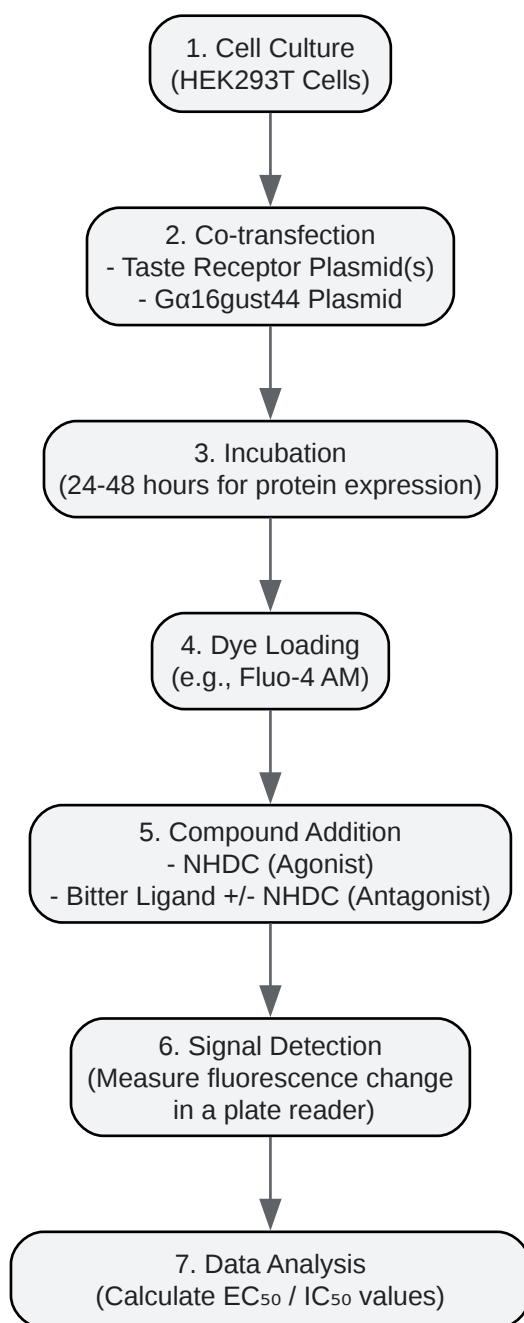 1. Cell Culture
(HEK293T Cells)
2. Co-transfection
- Taste Receptor Plasmid(s)
- Gα16gust44 Plasmid
3. Incubation
(24-48 hours for protein expression)
4. Dye Loading
(e.g., Fluo-4 AM)
5. Compound Addition
- NHDC (Agonist)
- Bitter Ligand +/- NHDC (Antagonist)
6. Signal Detection
(Measure fluorescence change
in a plate reader)
7. Data Analysis
(Calculate EC₅₀ / IC₅₀ values)